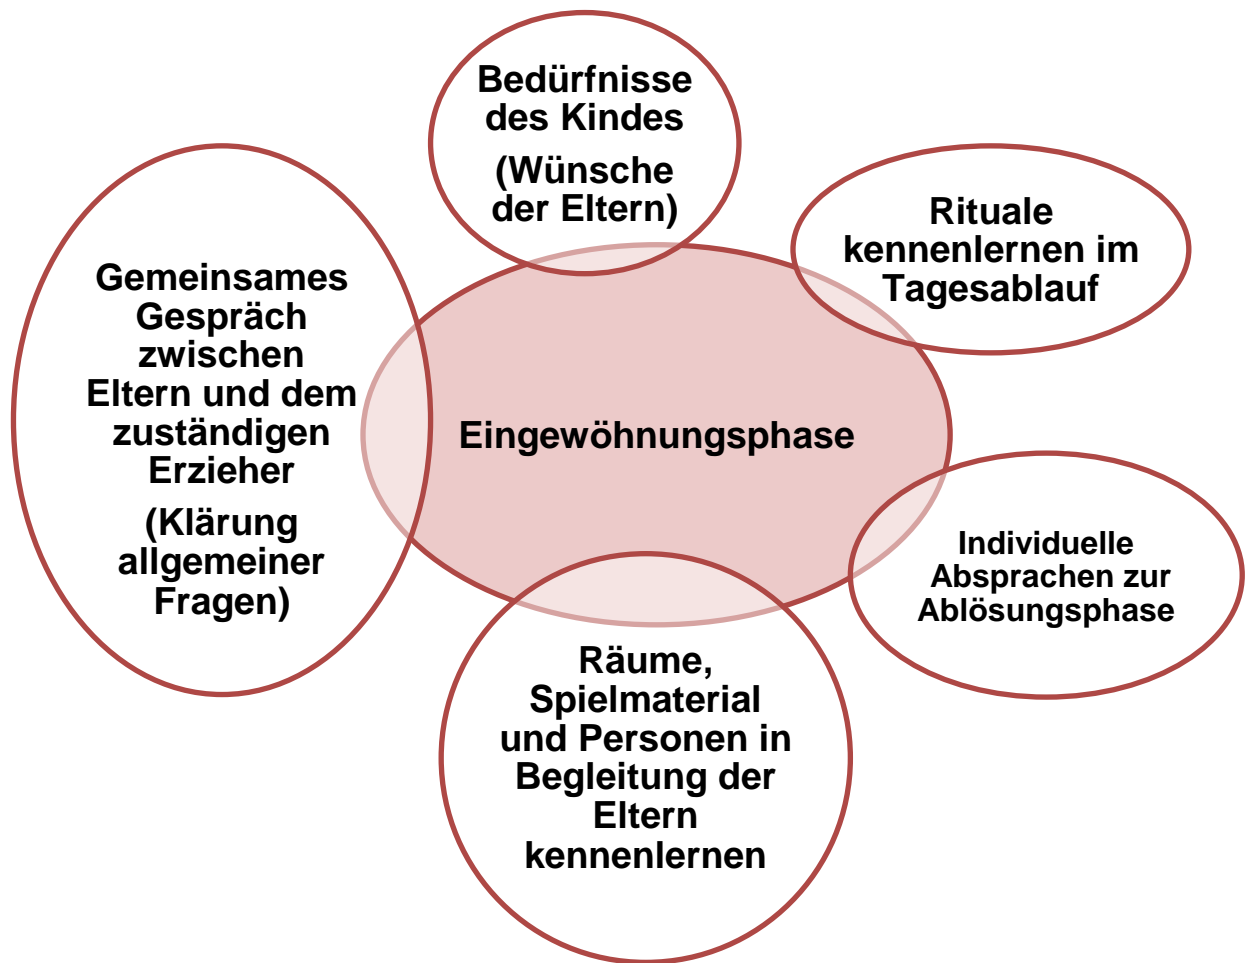 Bedürfnisse
des Kindes
(Wünsche
der Eltern)
Rituale
kennenlernen im
Tagesablauf
Gemeinsames
Gespräch
zwischen
Eltern und dem
zuständigen
Erzieher
(Klärung
allgemeiner
Fragen)
Eingewöhnungsphase
Individuelle
Absprachen zur
Ablösungsphase
Räume,
Spielmaterial
und Personen in
Begleitung der
Eltern
kennenlernen